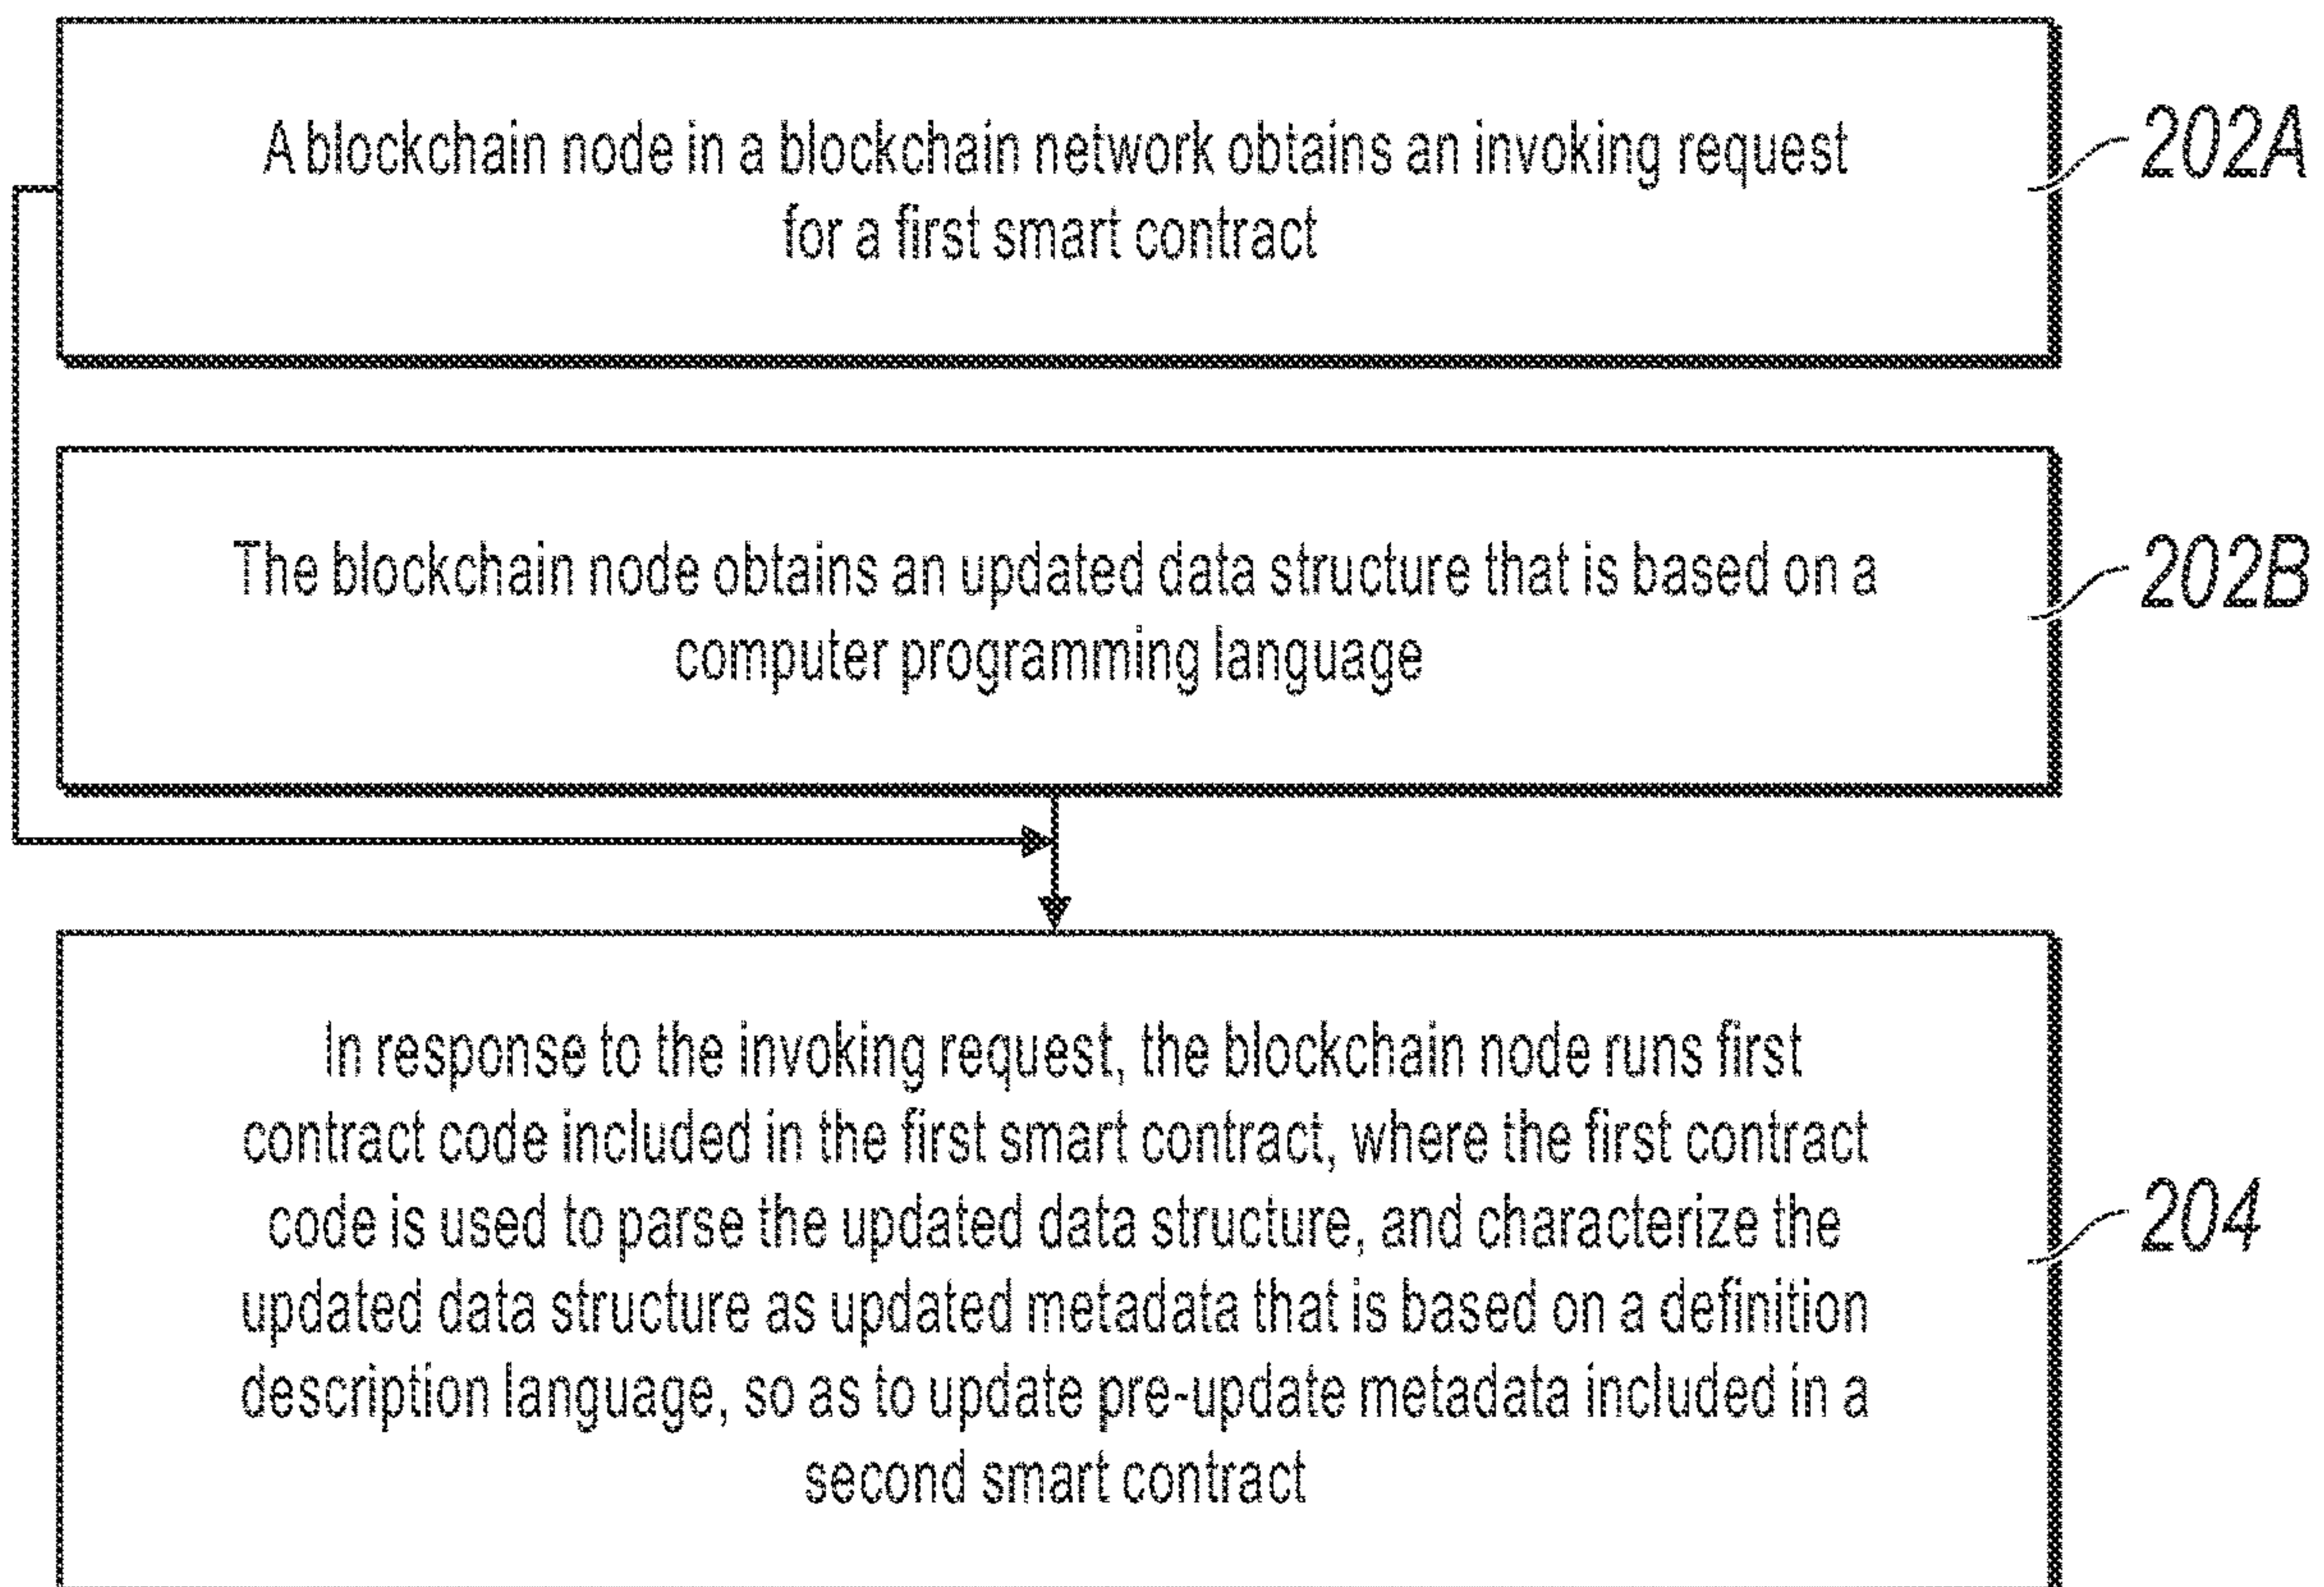 A blockchain node in a blockchain network obtains an invoking request
for a first smart contract
202A
The blockchain node obtains an updated data structure that is based on a
computer programming language
202B
In response to the invoking request, the blockchain node runs first
contract code included in the first smart contract, where the first contract
code is used to parse the updated data structure, and characterize the
updated data structure as updated metadata that is based on a definition
description language, so as to update pre-update metadata included in a
second smart contract
204